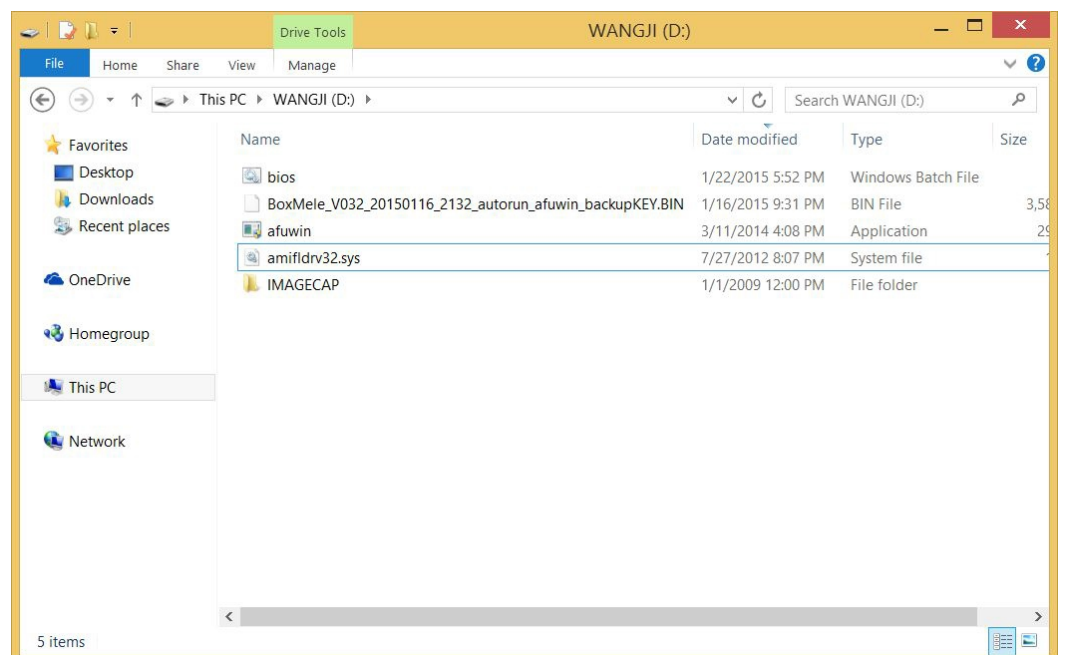 Drive Tools
WANGJI (D:)
File Home Share View Manage
This PC WANGJI (D:) Search WANGJI (D:)
Name Date modified Type Size
Favorites
Desktop
Downloads
Recent places
OneDrive
Homegroup
This PC
Network
bios 1/22/2015 5:52 PM Windows Batch File
BoxMele_V032_20150116_2132_autorun_afuwin_backupKEY.BIN 1/16/2015 9:31 PM BIN File 3,58
afuwin 3/11/2014 4:08 PM Application 29
amifldrv32.sys 7/27/2012 8:07 PM System file 1
IMAGECAP 1/1/2009 12:00 PM File folder
5 items